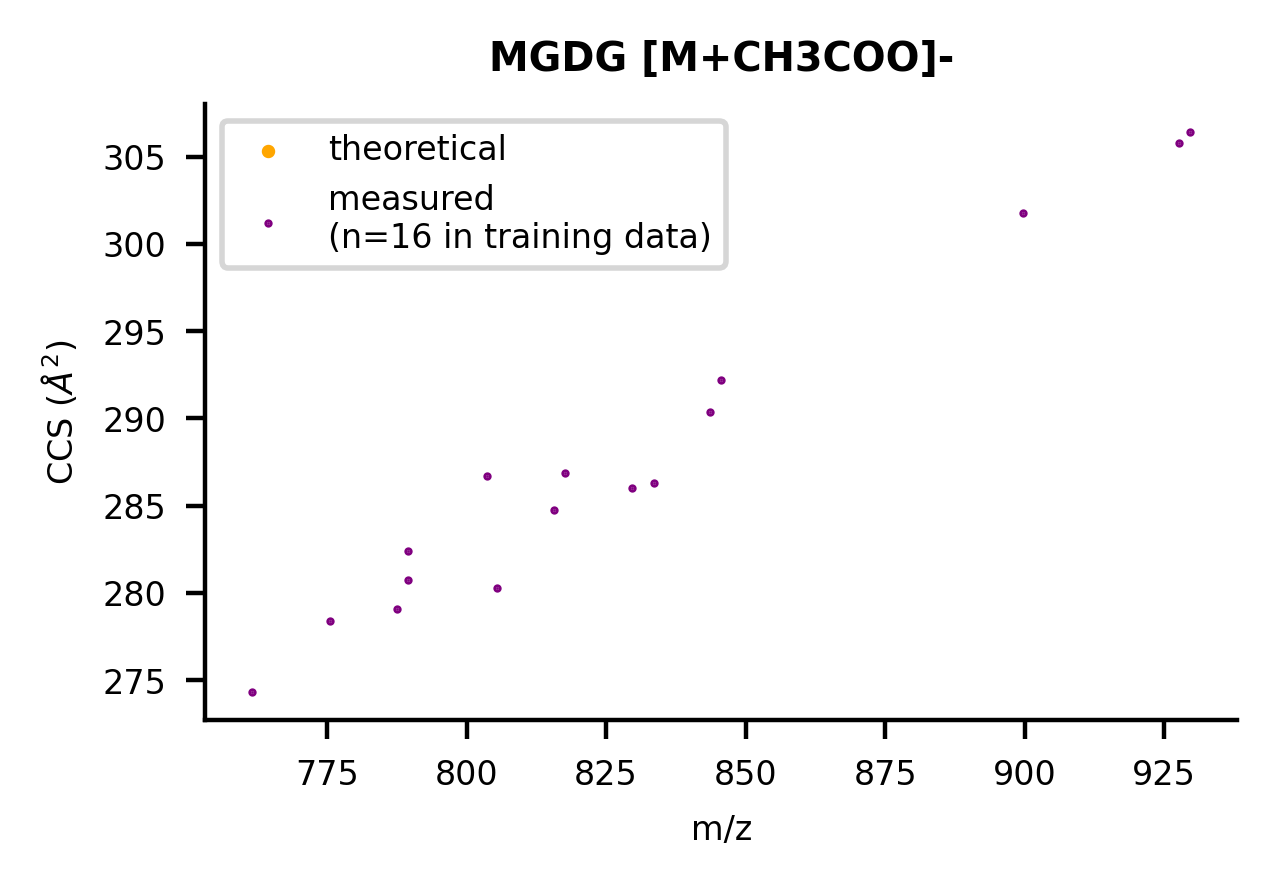 MGDG [M+CH3COO]-
theoretical
measured
(n=16 in training data)
305
300
295
290
285
280
275
CCS (Å²)
775 800 825 850 875 900 925
m/z